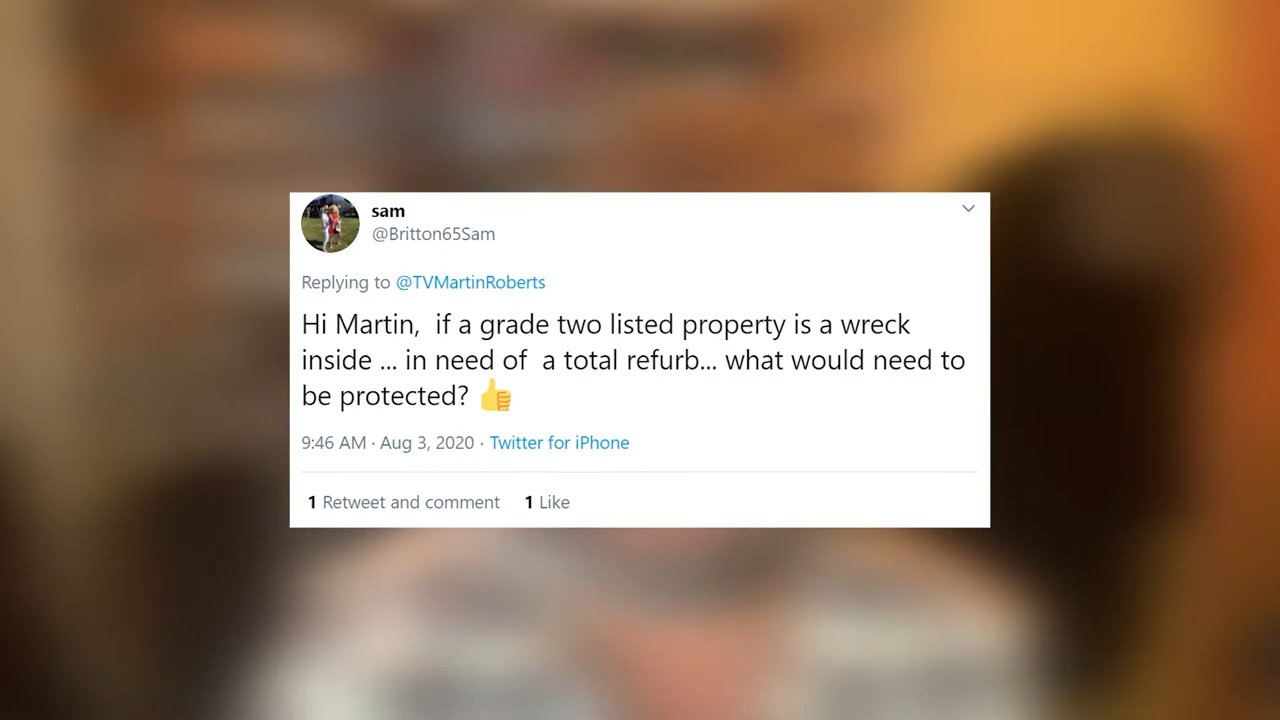 sam
@Britton65Sam
Replying to @TVMartinRoberts
Hi Martin,  if a grade two listed property is a wreck
inside ... in need of  a total refurb... what would need to
be protected? 👍
9:46 AM · Aug 3, 2020 · Twitter for iPhone
1 Retweet and comment 1 Like